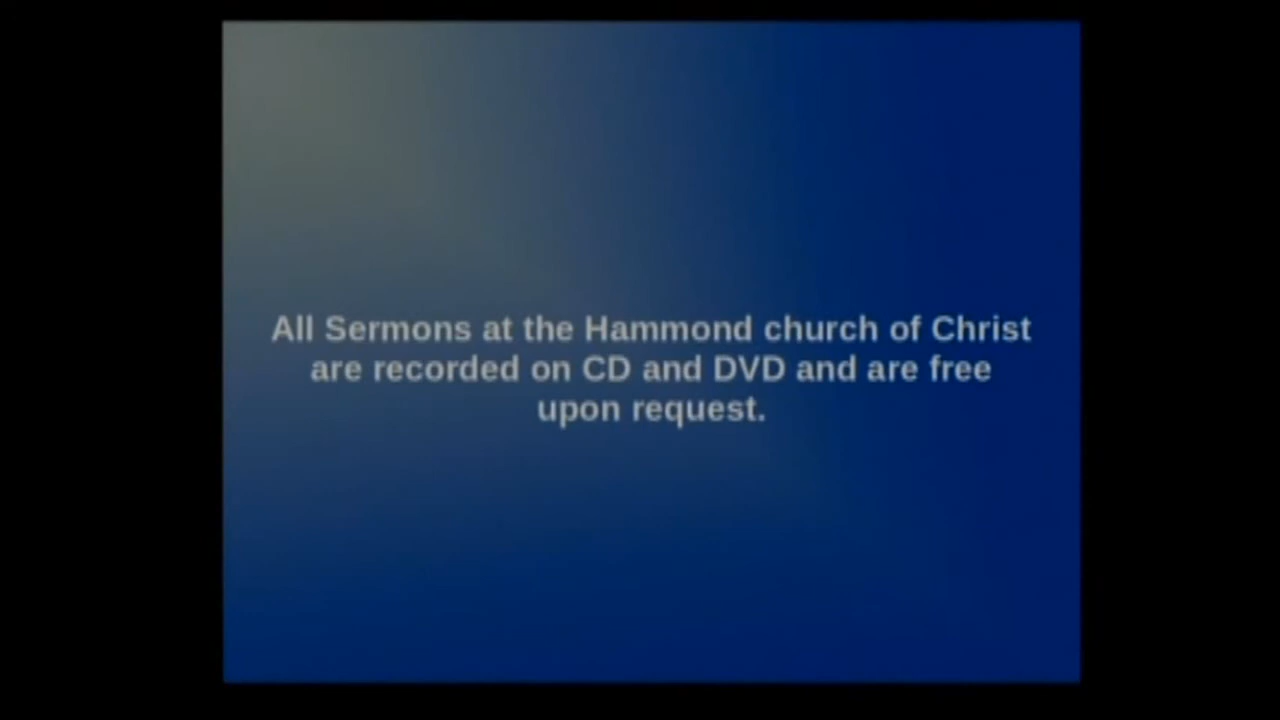 All Sermons at the Hammond church of Christ
are recorded on CD and DVD and are free
upon request.